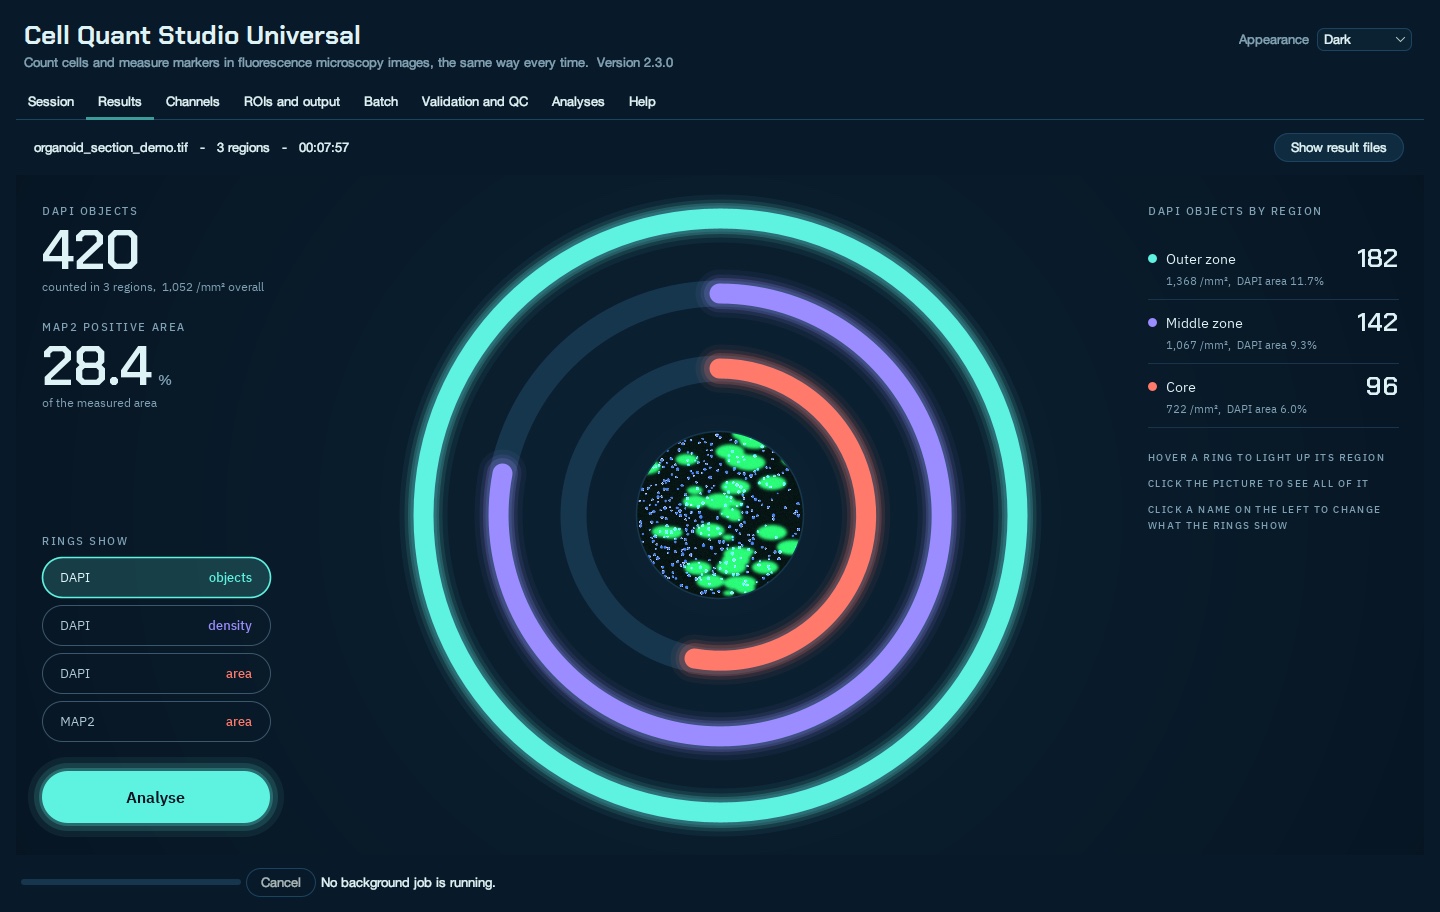 Cell Quant Studio Universal
Count cells and measure markers in fluorescence microscopy images, the same way every time.  Version 2.3.0
Appearance Dark
Session Results Channels ROIs and output Batch Validation and QC Analyses Help
organoid_section_demo.tif - 3 regions - 00:07:57
Show result files
DAPI OBJECTS
420
counted in 3 regions,  1,052 /mm² overall
MAP2 POSITIVE AREA
28.4 %
of the measured area
RINGS SHOW
DAPI objects
DAPI density
DAPI area
MAP2 area
Analyse
DAPI OBJECTS BY REGION
Outer zone 182
1,368 /mm²,  DAPI area 11.7%
Middle zone 142
1,067 /mm²,  DAPI area 9.3%
Core 96
722 /mm²,  DAPI area 6.0%
HOVER A RING TO LIGHT UP ITS REGION
CLICK THE PICTURE TO SEE ALL OF IT
CLICK A NAME ON THE LEFT TO CHANGE
WHAT THE RINGS SHOW
Cancel No background job is running.